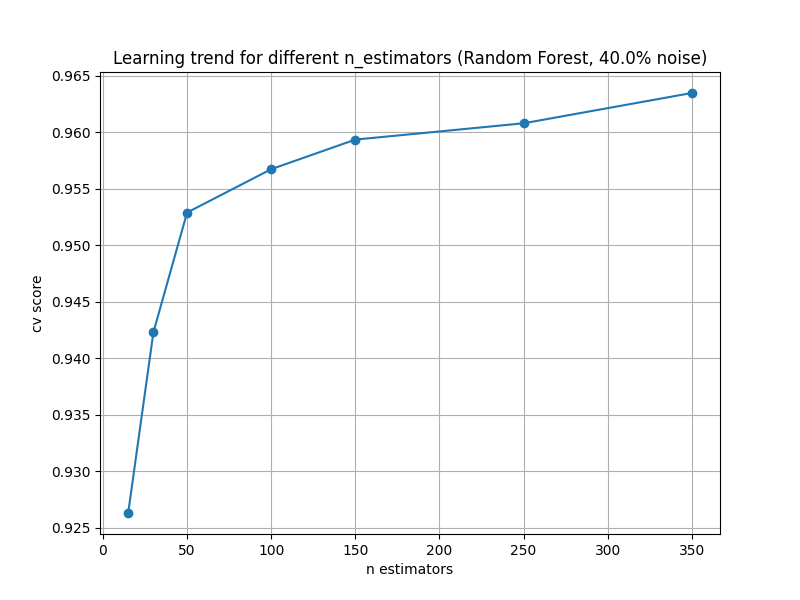 Learning trend for different n_estimators (Random Forest, 40.0% noise)
0.965
0.960
0.955
0.950
0.945
0.940
0.935
0.930
0.925
cv score
0 50 100 150 200 250 300 350
n estimators